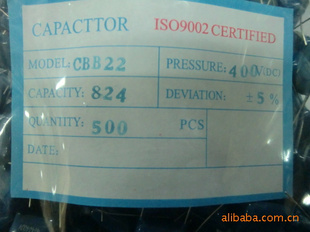 CAPACTTOR ISO9002 CERTIFIED
MODEL: CBB22 PRESSURE: 400V(DC)
CAPACITY: 824 DEVIATION: ±5%
QUANTITY: 500 PCS
DATE:
alibaba.com.cn